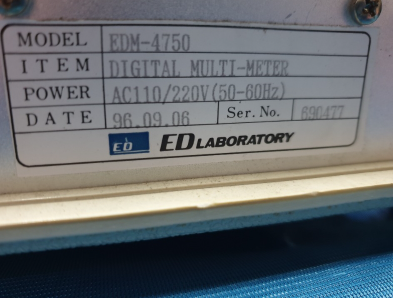 MODEL EDM-4750
ITEM DIGITAL MULTI-METER
POWER AC110/220V(50-60Hz)
DATE 96.09.06 Ser. No. 690477
ED ED LABORATORY